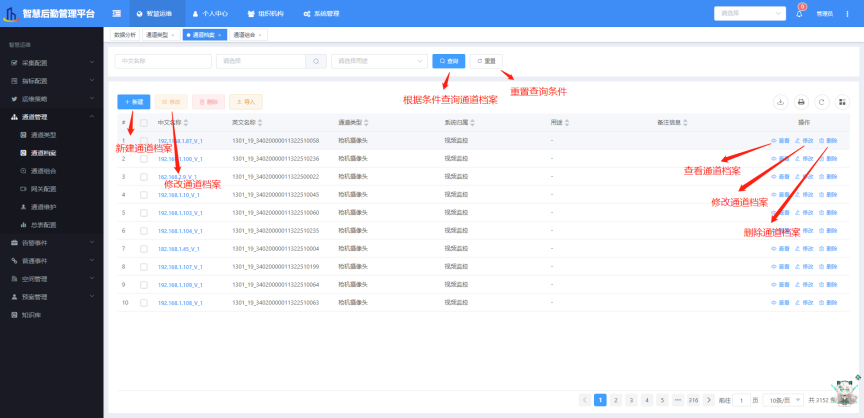 智慧后勤管理平台 智慧运维 个人中心 组织机构 系统管理 请选择 8 管理员
智慧运维
采集配置
指标配置
运维策略
通道管理
通道类型
通道档案
通道组合
网关配置
通道维护
总表配置
告警事件
普通事件
空间管理
预案管理
知识库
数据分析 通道类型 × 通道档案 × 通道组合 ×
中文名称 请选择 请选择用途 查询 重置
根据条件查询通道档案 重置查询条件
+ 新建 修改 删除 导入
# 中文名称 英文名称 通道类型 系统归属 用途 备注信息 操作
1 192.168.1.87_V_1 1301_19_34020000011322510058 枪机摄像头 视频监控 - 查看 修改 删除
新建通道档案
2 1.100_V_1 1301_19_34020000011322510236 枪机摄像头 视频监控 - 查看 修改 删除
查看通道档案
3 1301_19_34020000011322500022 枪机摄像头 视频监控 - 查看 修改 删除
修改通道档案
4 192.168.1.10_V_1 1301_19_34020000011322510045 枪机摄像头 视频监控 - 查看 修改 删除
修改通道档案
5 192.168.1.103_V_1 1301_19_34020000011322510060 枪机摄像头 视频监控 - 查看 修改 删除
6 192.168.1.104_V_1 1301_19_34020000011322510235 枪机摄像头 视频监控 - 修改 删除
删除通道档案
7 182.168.1.45_V_1 1301_19_34020000011322510004 枪机摄像头 视频监控 - 查看 修改 删除
8 192.168.1.107_V_1 1301_19_34020000011322510199 枪机摄像头 视频监控 - 查看 修改 删除
9 192.168.1.109_V_1 1301_19_34020000011322510064 枪机摄像头 视频监控 - 查看 修改 删除
10 192.168.1.108_V_1 1301_19_34020000011322510063 枪机摄像头 视频监控 - 查看 修改 删除
1 2 3 4 5 316 前往 1 页 10条/页 共 3152 条